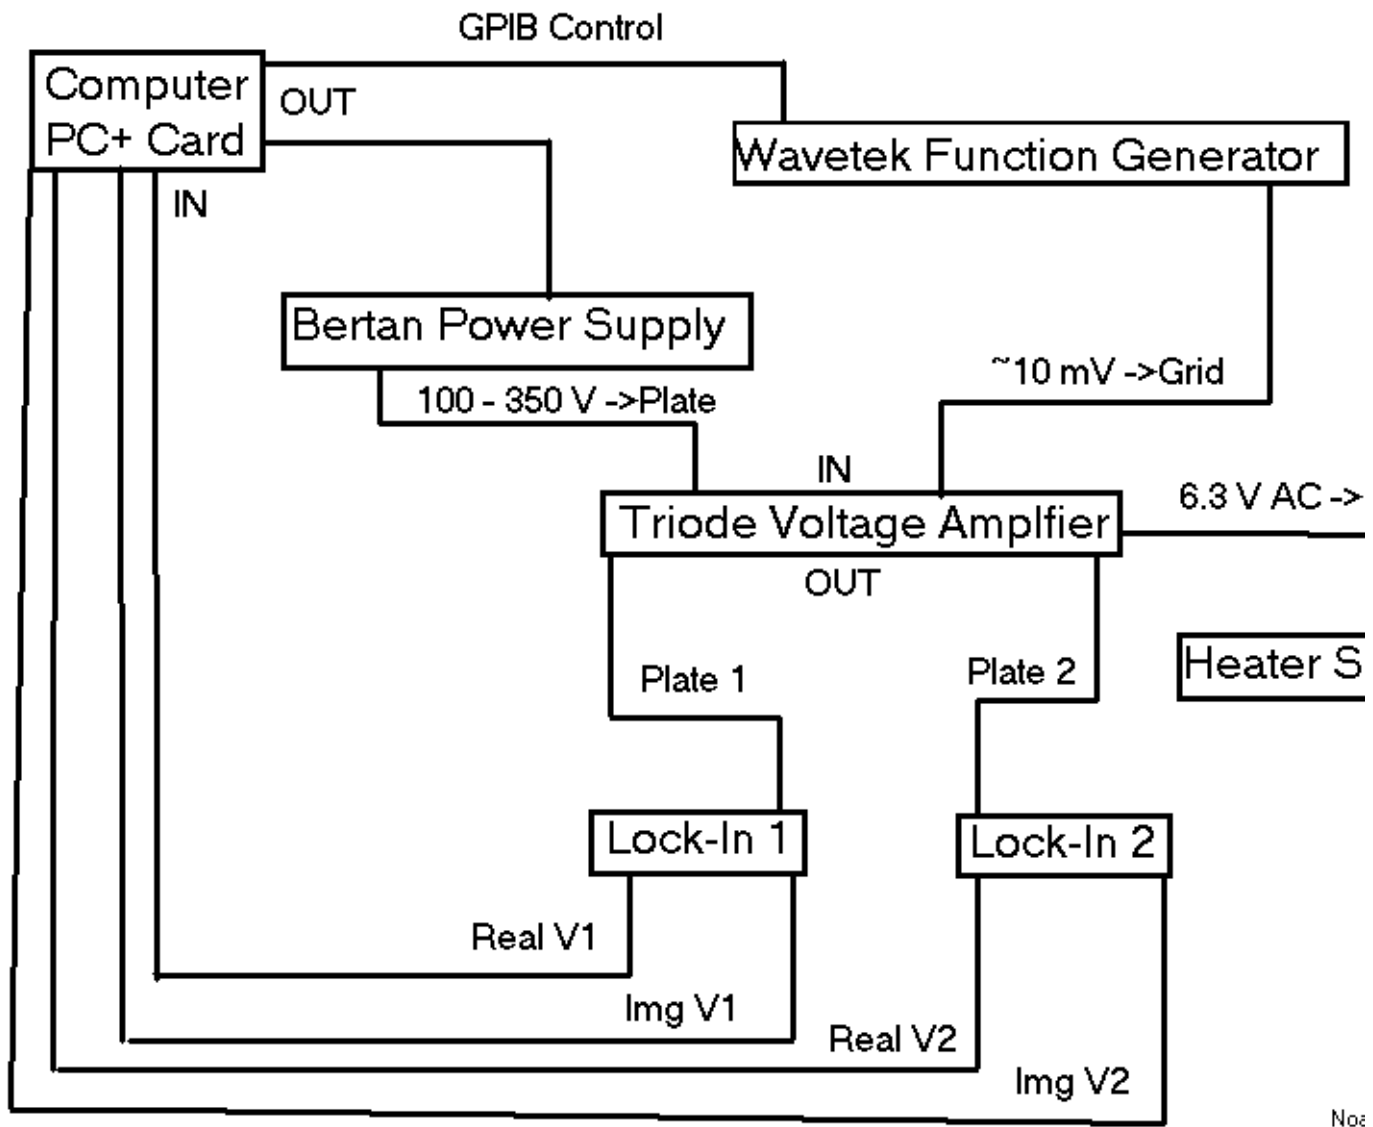 GPIB Control
Computer
PC+ Card
OUT
IN
Wavetek Function Generator
Bertan Power Supply
100 - 350 V ->Plate
~10 mV ->Grid
IN
Triode Voltage Amplfier
6.3 V AC ->
OUT
Plate 1
Plate 2
Heater S
Lock-In 1
Lock-In 2
Real V1
Img V1
Real V2
Img V2
Noa